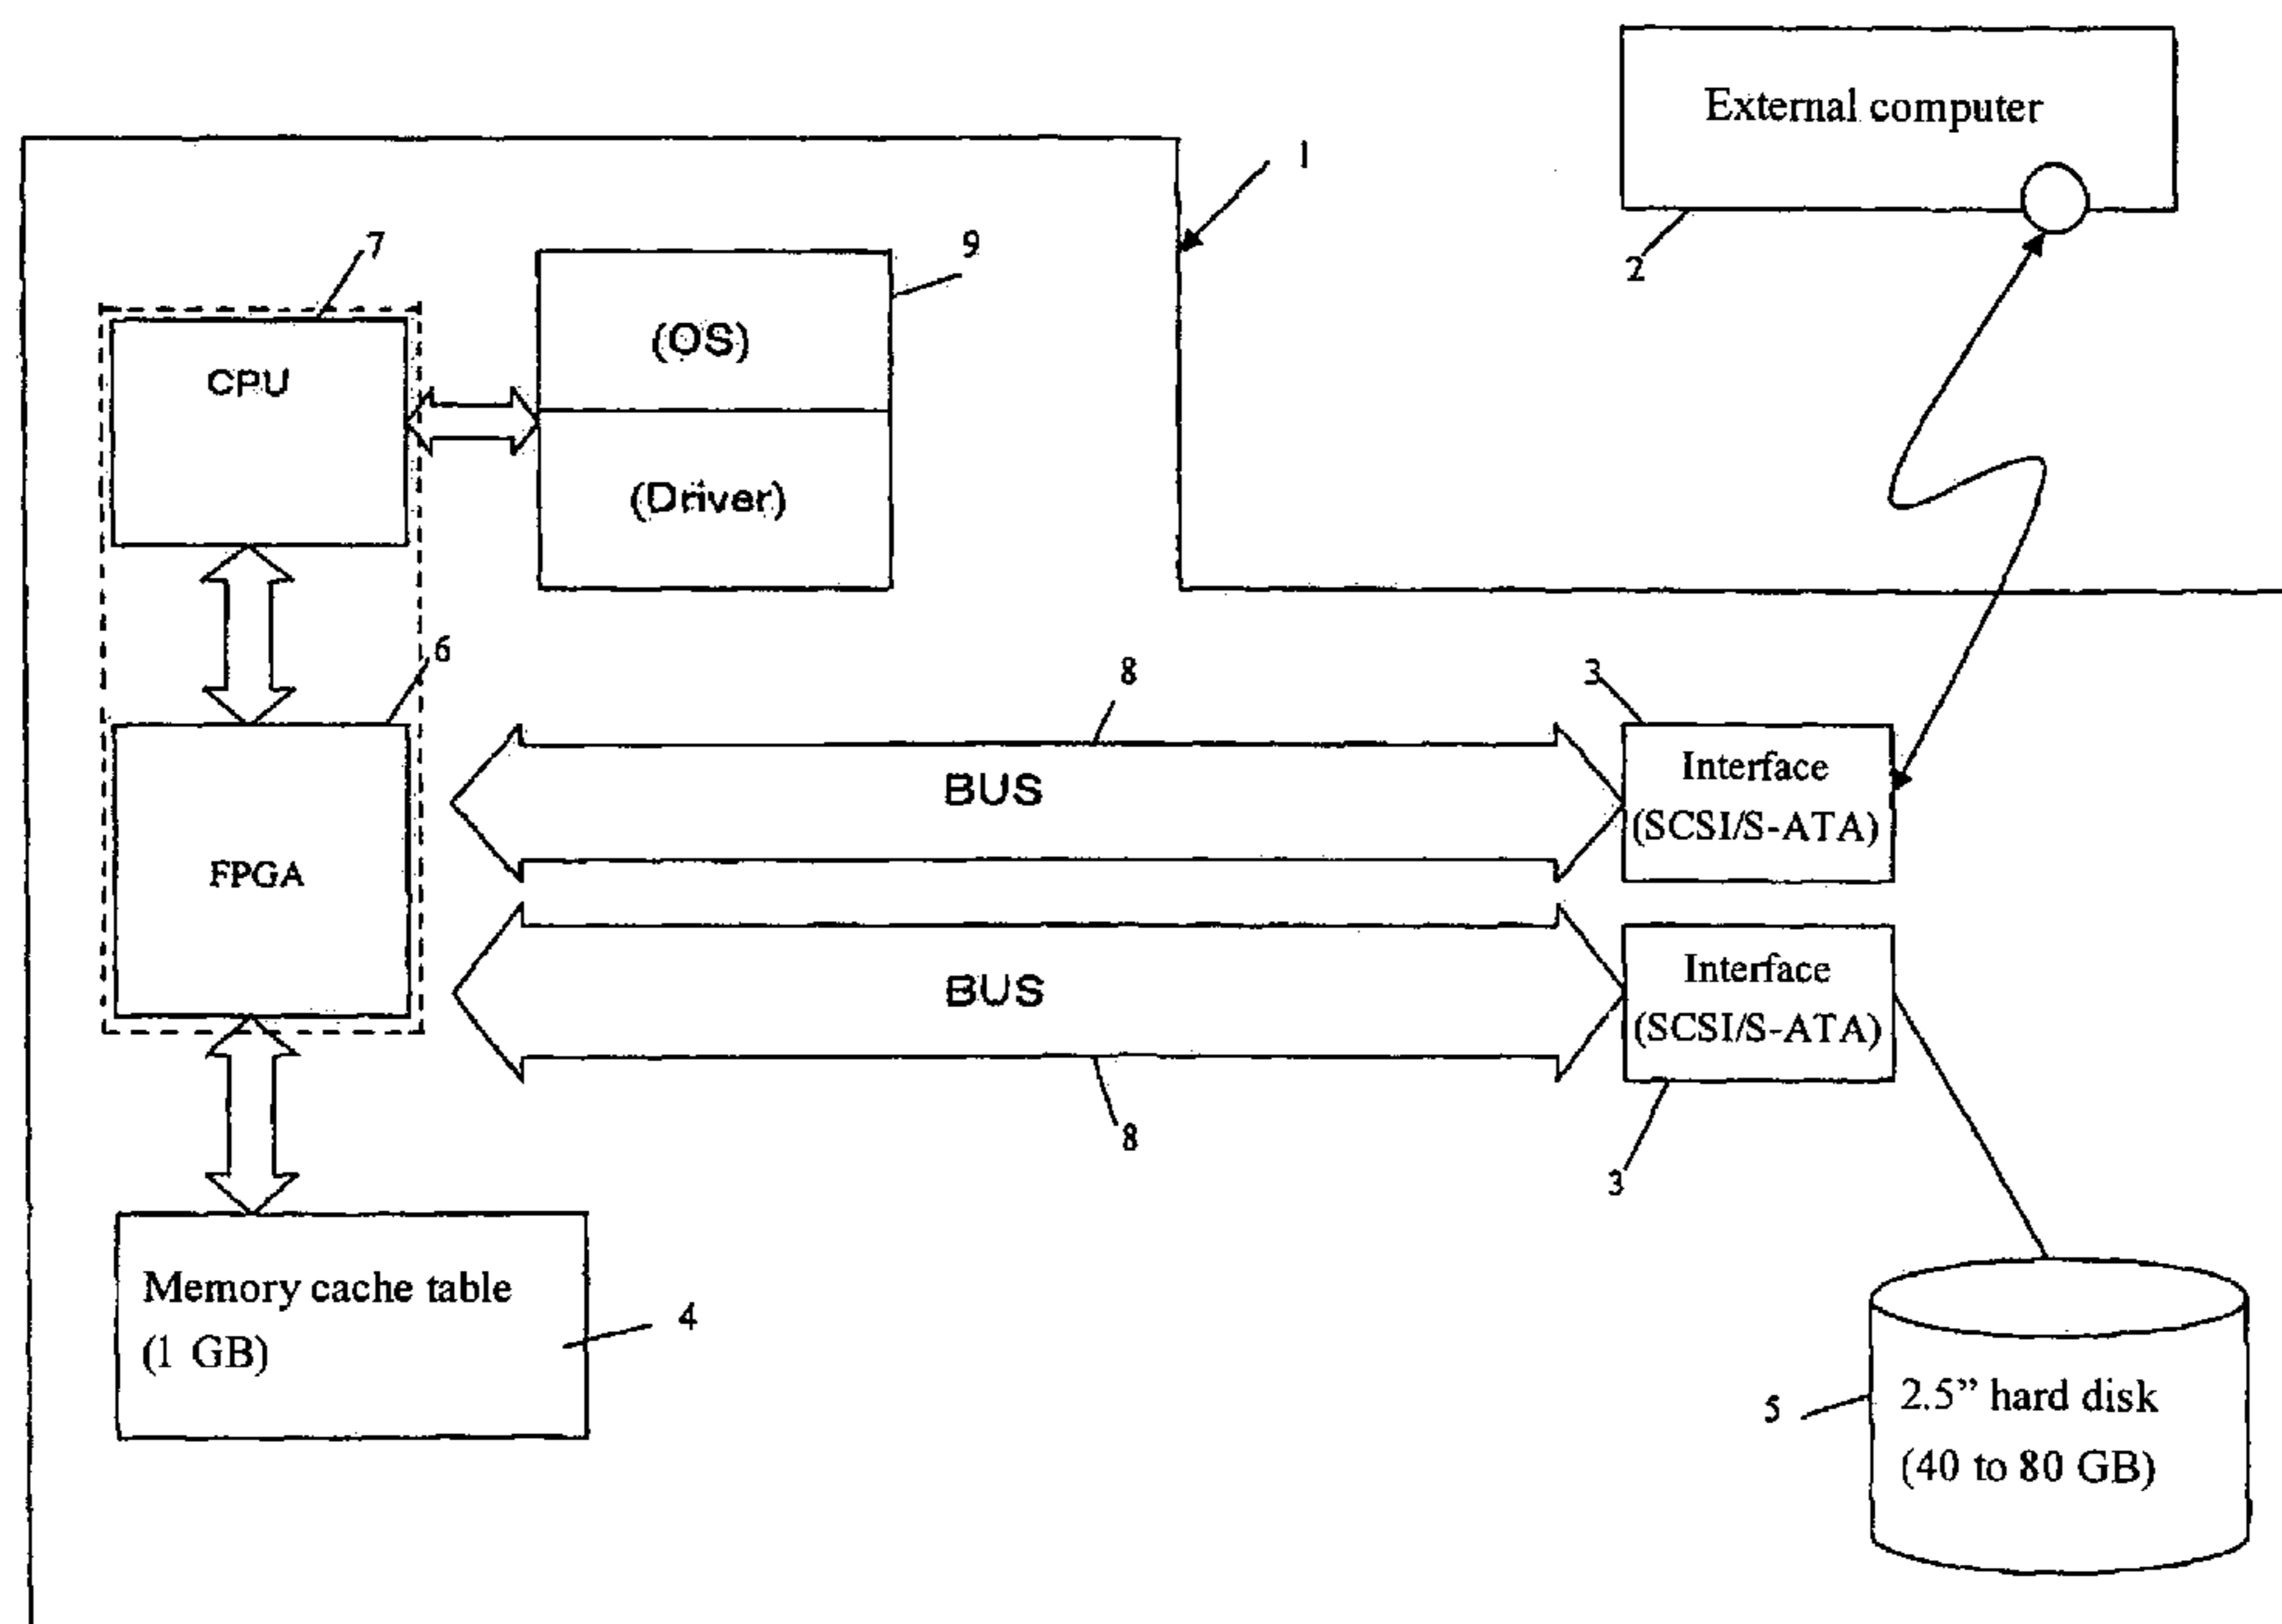 External computer
1
2
7
9
CPU
(OS)
(Driver)
6
8
3
FPGA
BUS
Interface
(SCSI/S-ATA)
BUS
Interface
(SCSI/S-ATA)
8
3
Memory cache table
(1 GB)
4
5
2.5” hard disk
(40 to 80 GB)